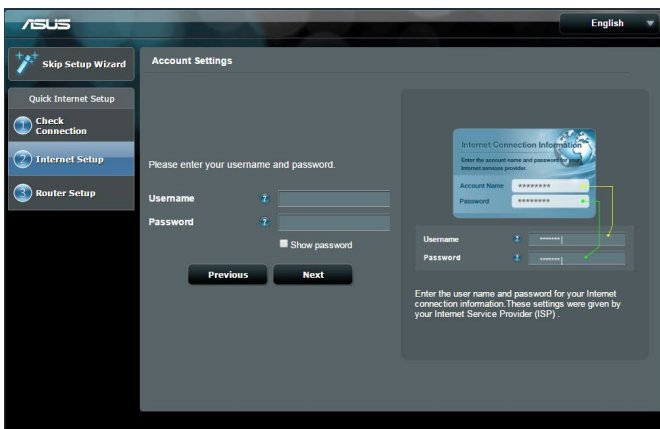 ASUS
English
Skip Setup Wizard
Quick Internet Setup
1 Check Connection
2 Internet Setup
3 Router Setup
Account Settings
Please enter your username and password.
Username ?
Password ?
Show password
Previous
Next
Internet Connection Information
Enter the account name and password for your
Internet services provider.
Account Name ********
Password ********
Username ? *******|
Password ? *******|
Enter the user name and password for your Internet
connection information.These settings were given by
your Internet Service Provider (ISP) .